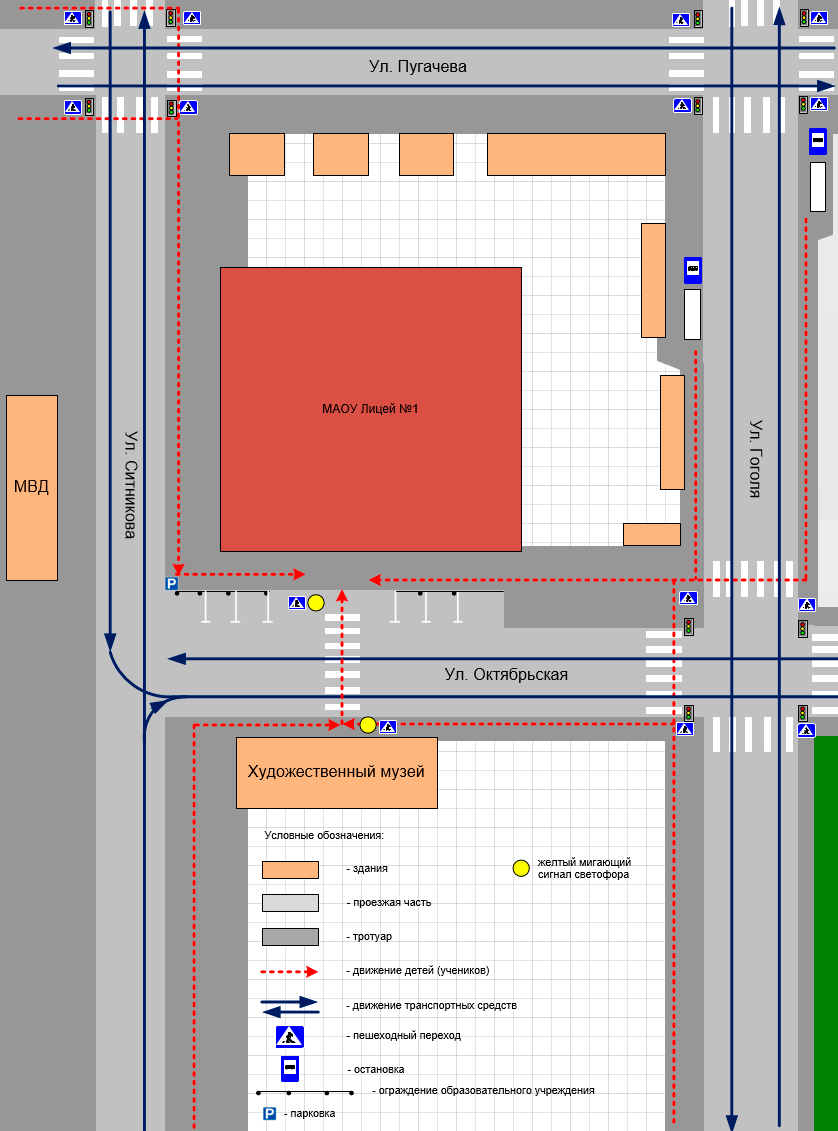 Ул. Пугачева
МАОУ Лицей №1
Ул. Гоголя
Ул. Ситникова
МВД
P
Ул. Октябрьская
Художественный музей
Условные обозначения:
- здания
желтый мигающий
сигнал светофора
- проезжая часть
- тротуар
- движение детей (учеников)
- движение транспортных средств
- пешеходный переход
- остановка
- ограждение образовательного учреждения
P - парковка